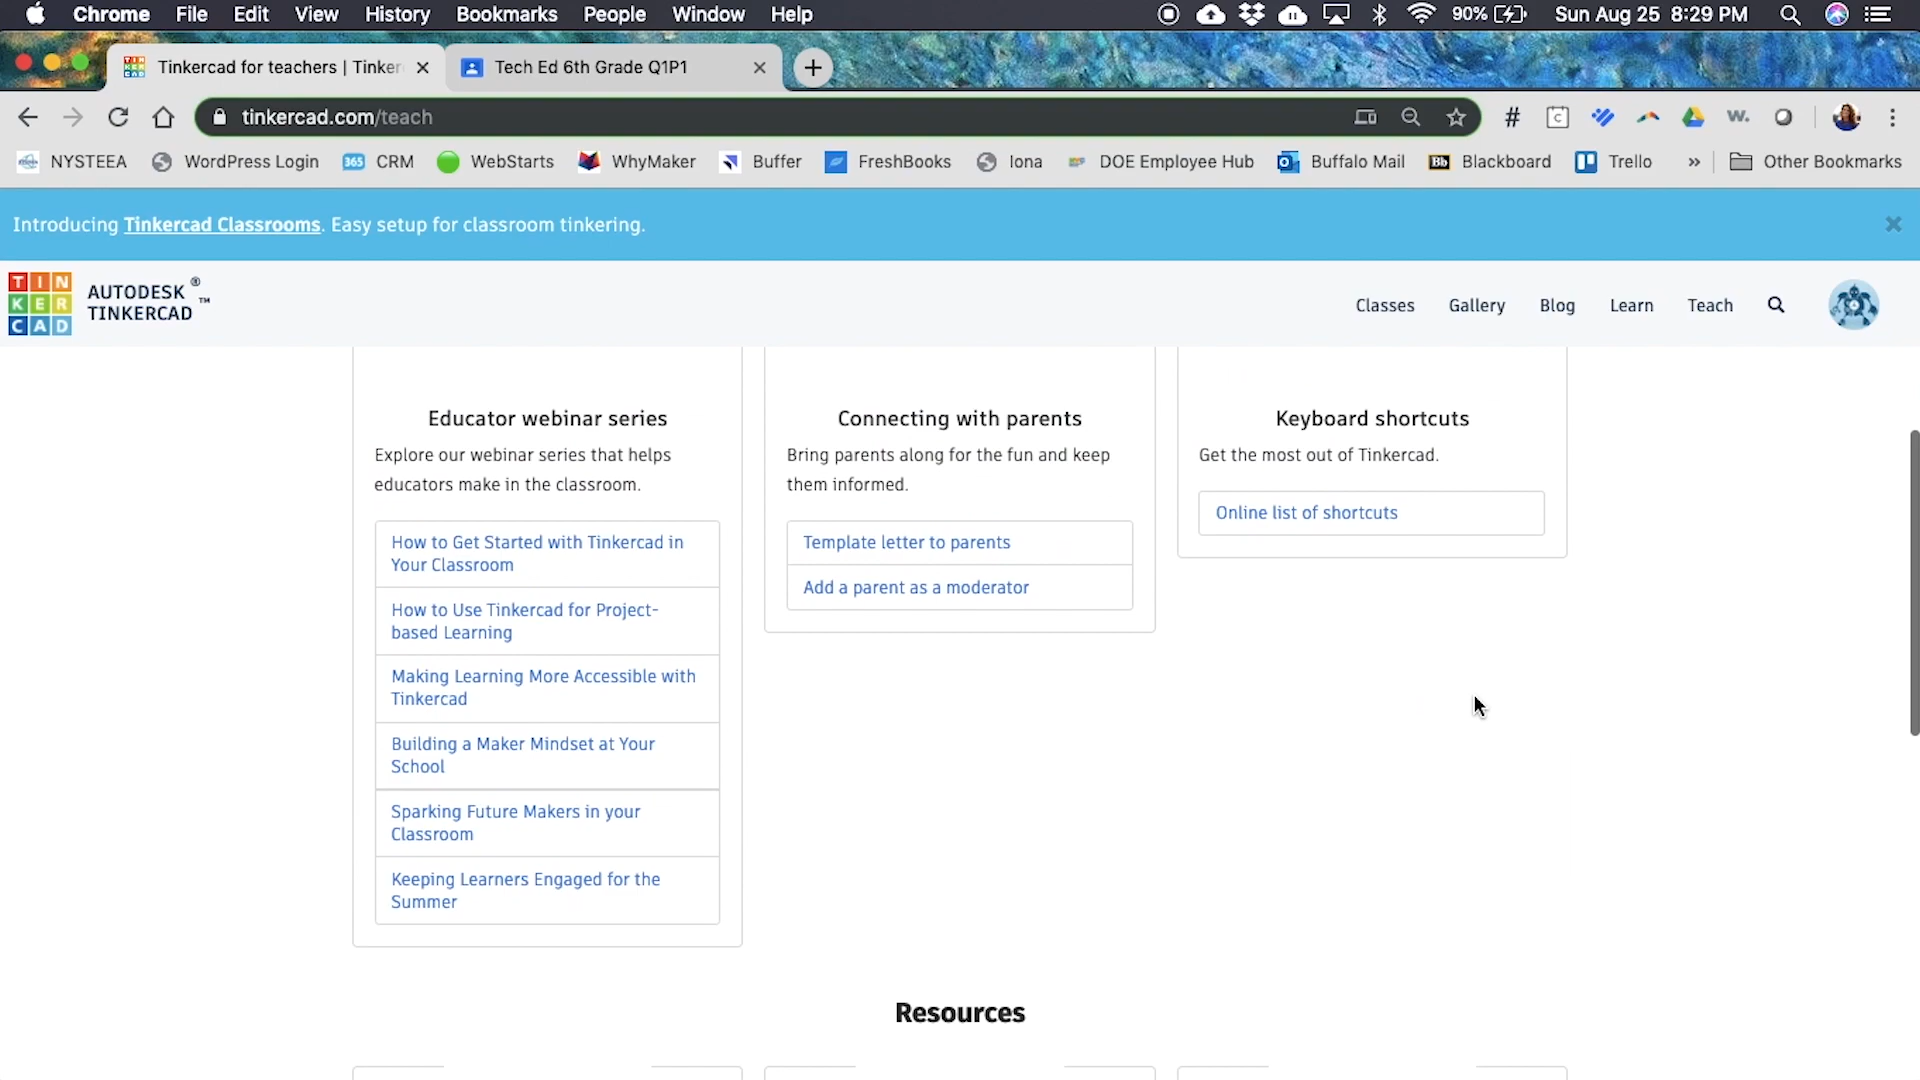 Chrome File Edit View History Bookmarks People Window Help 90% Sun Aug 25 8:29 PM
Tinkercad for teachers | Tinker
Tech Ed 6th Grade Q1P1
tinkercad.com/teach
NYSTEEA WordPress Login 365 CRM WebStarts WhyMaker Buffer FreshBooks Iona DOE Employee Hub Buffalo Mail Bb Blackboard Trello » Other Bookmarks
Introducing Tinkercad Classrooms. Easy setup for classroom tinkering.
TIN
KER
CAD
AUTODESK ®
TINKERCAD ™
Classes Gallery Blog Learn Teach
Educator webinar series
Explore our webinar series that helps
educators make in the classroom.
How to Get Started with Tinkercad in
Your Classroom
How to Use Tinkercad for Project-
based Learning
Making Learning More Accessible with
Tinkercad
Building a Maker Mindset at Your
School
Sparking Future Makers in your
Classroom
Keeping Learners Engaged for the
Summer
Connecting with parents
Bring parents along for the fun and keep
them informed.
Template letter to parents
Add a parent as a moderator
Keyboard shortcuts
Get the most out of Tinkercad.
Online list of shortcuts
Resources